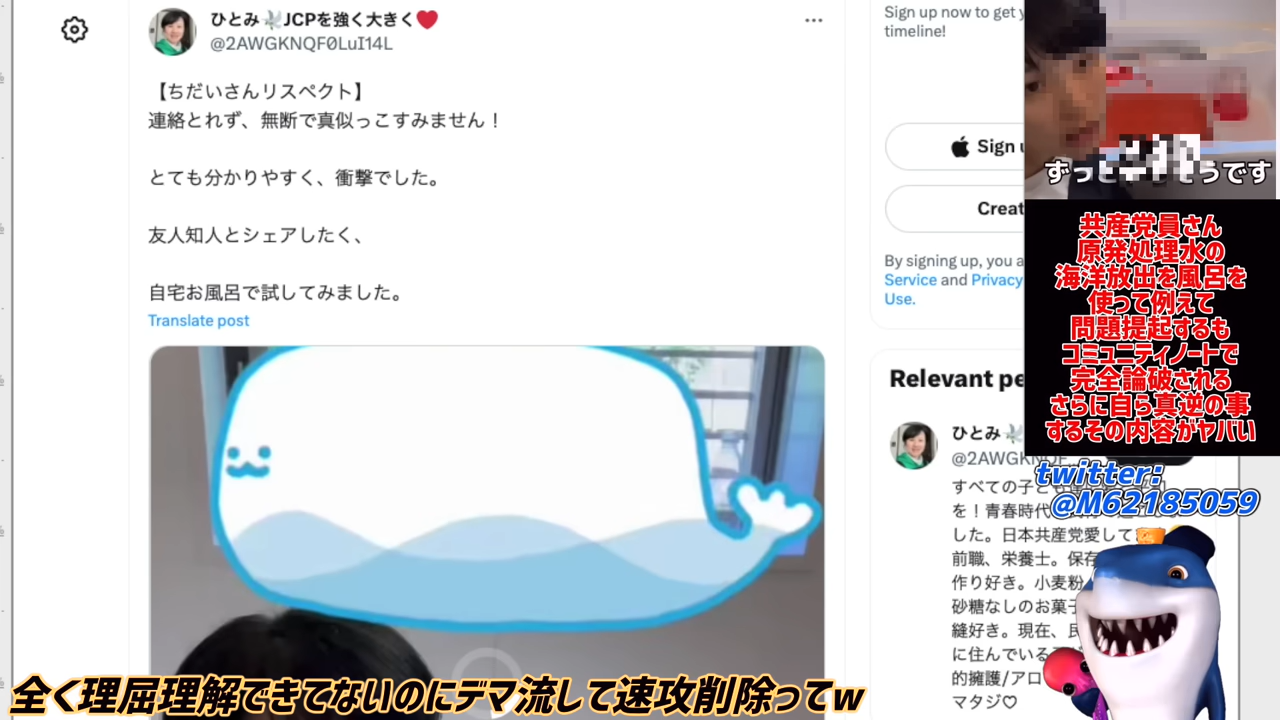 ひとみ🕊️JCPを強く大きく❤️
@2AWGKNQF0LuI14L
【ちだいさんリスペクト】
連絡とれず、無断で真似っこすみません！
とても分かりやすく、衝撃でした。
友人知人とシェアしたく、
自宅お風呂で試してみました。
Translate post
Sign up now to get
timeline!
Sign
Creat
By signing up, you a
Service and Privacy
Use.
Relevant pe
ひとみ
@2AWGKNQF
すべての子ども
を！青春時代
した。日本共産党愛して
前職、栄養士。保存
作り好き。小麦粉
砂糖なしのお菓子
縫好き。現在、
に住んでいる
的擁護/アロ
マタジ♡
うです
共産党員さん
原発処理水の
海洋放出を風呂を
使って例えて
問題提起するも
コミュニティノートで
完全論破される
さらに自ら真逆の事
するその内容がヤバい
twitter:
@M62185059
全く理屈理解できてないのにデマ流して速攻削除ってw